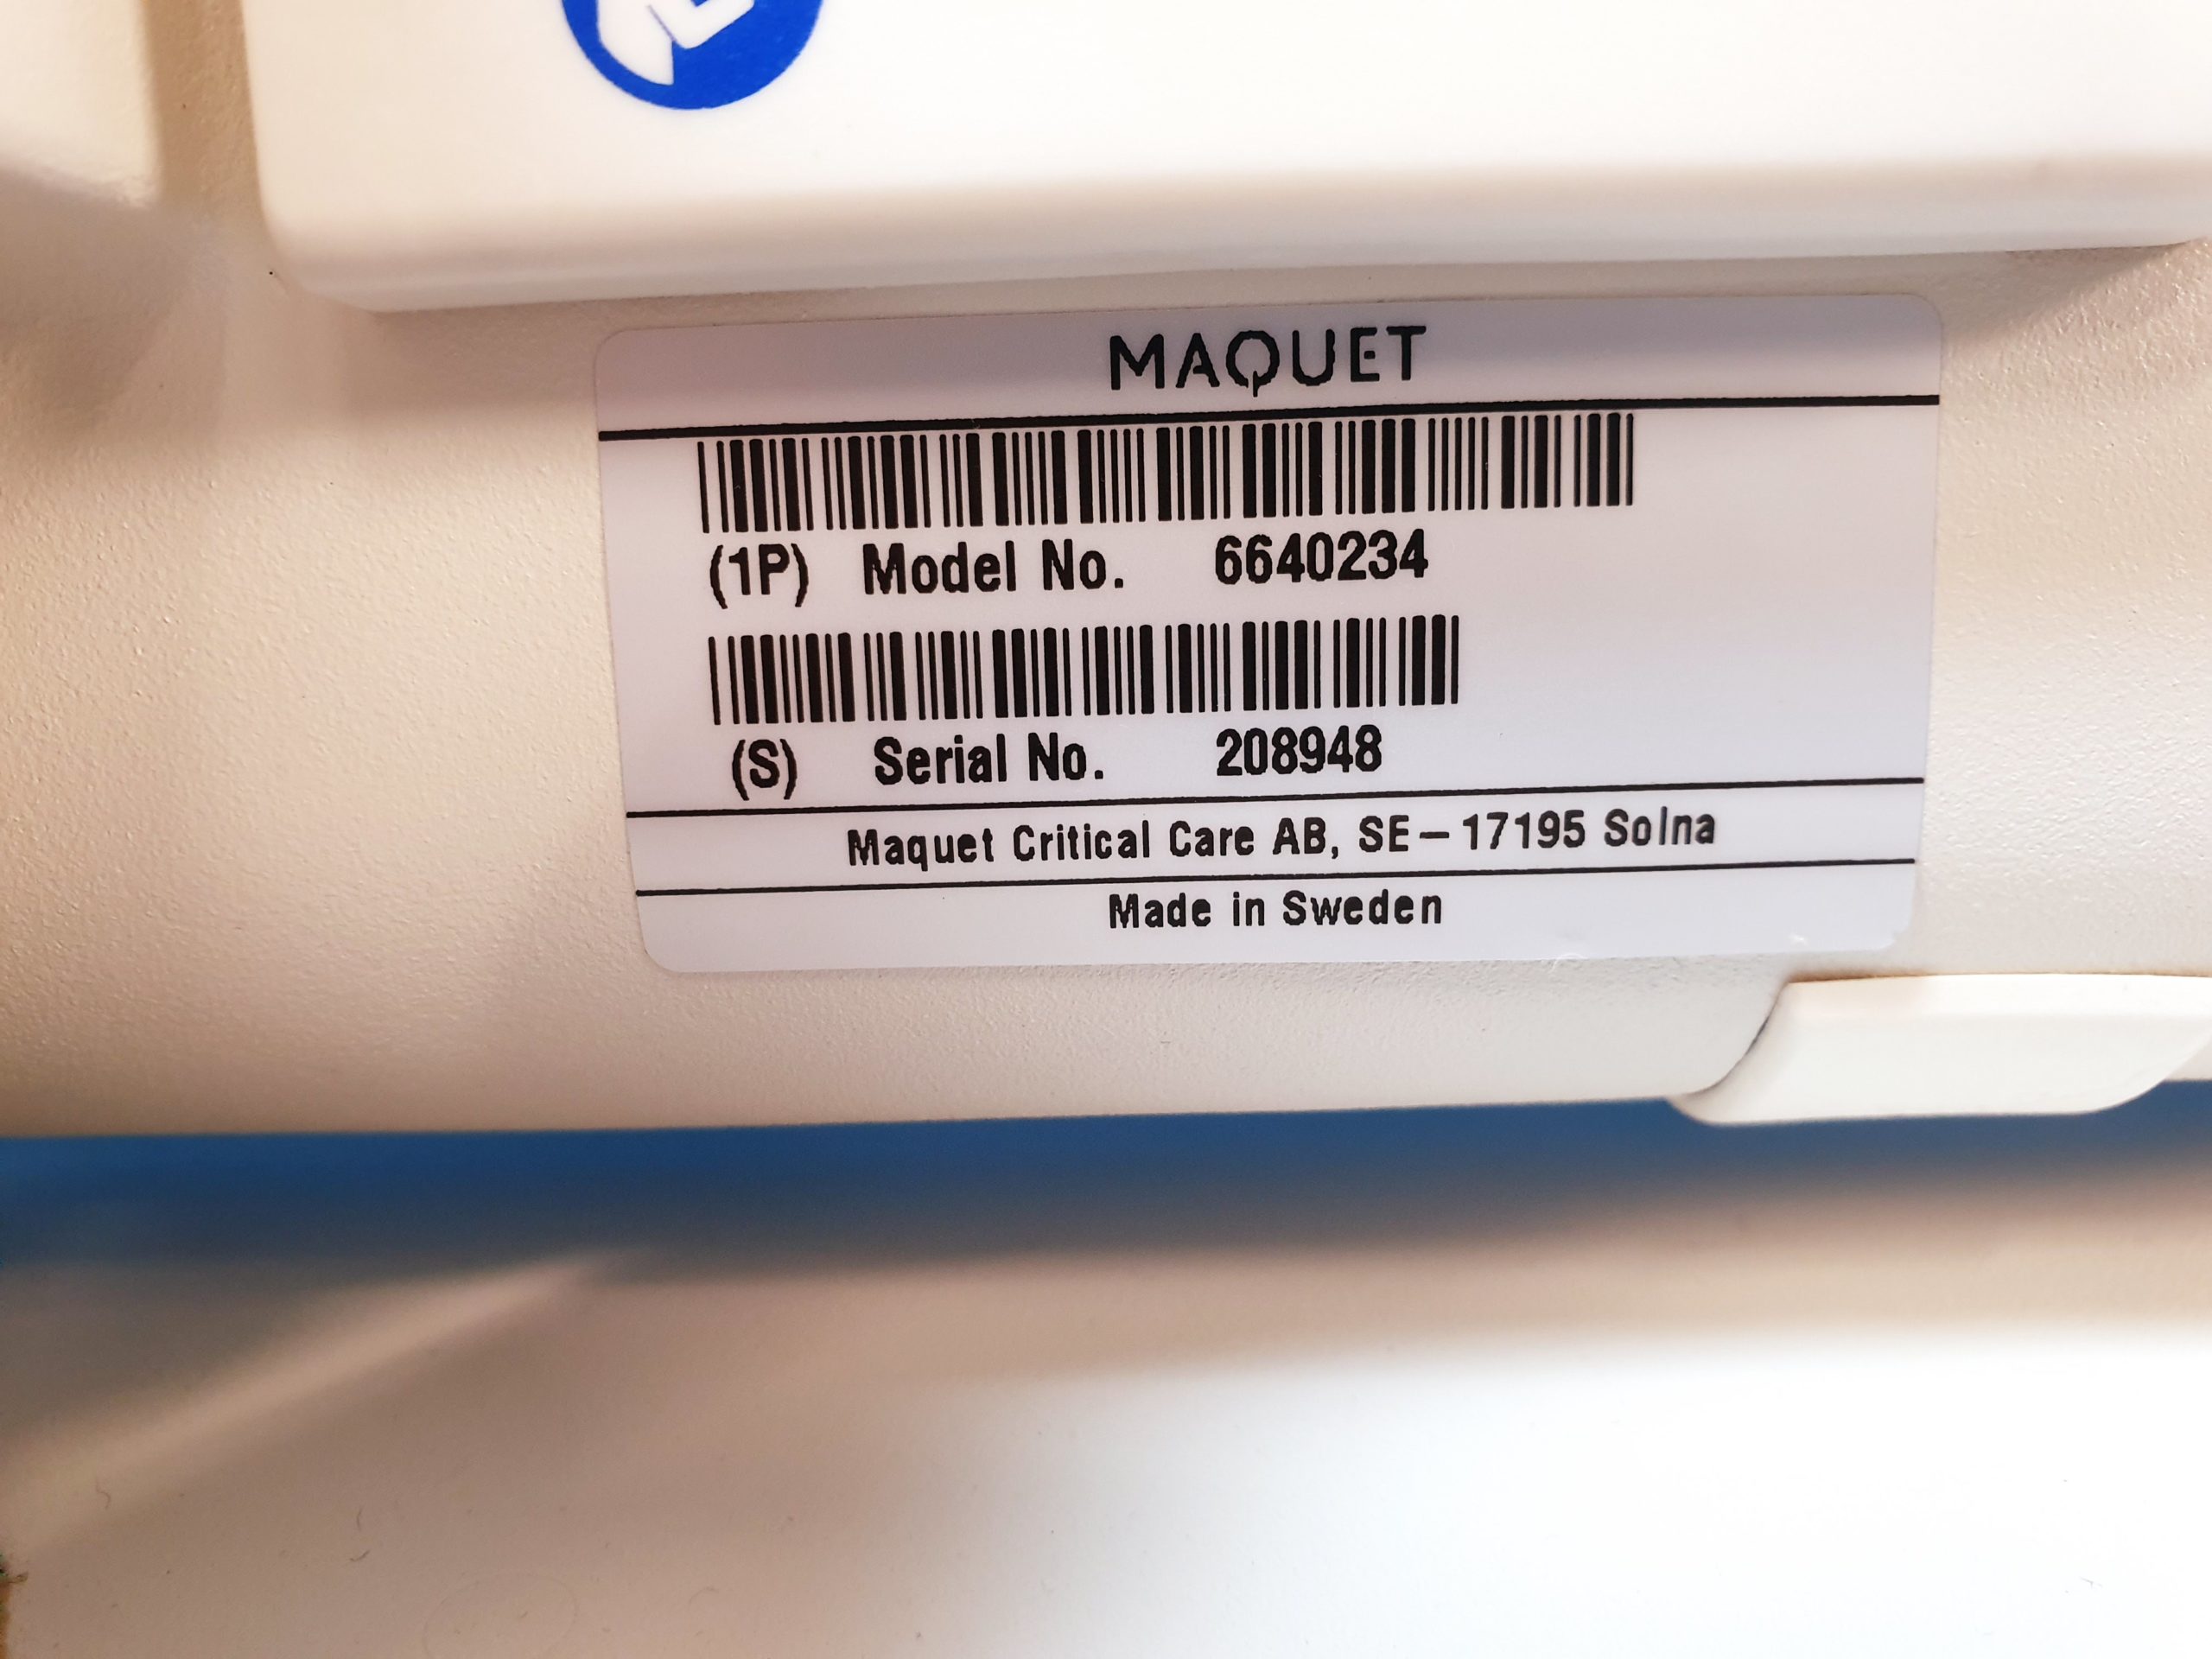 MAQUET
(1P) Model No. 6640234
(S) Serial No. 208948
Maquet Critical Care AB, SE–17195 Solna
Made in Sweden